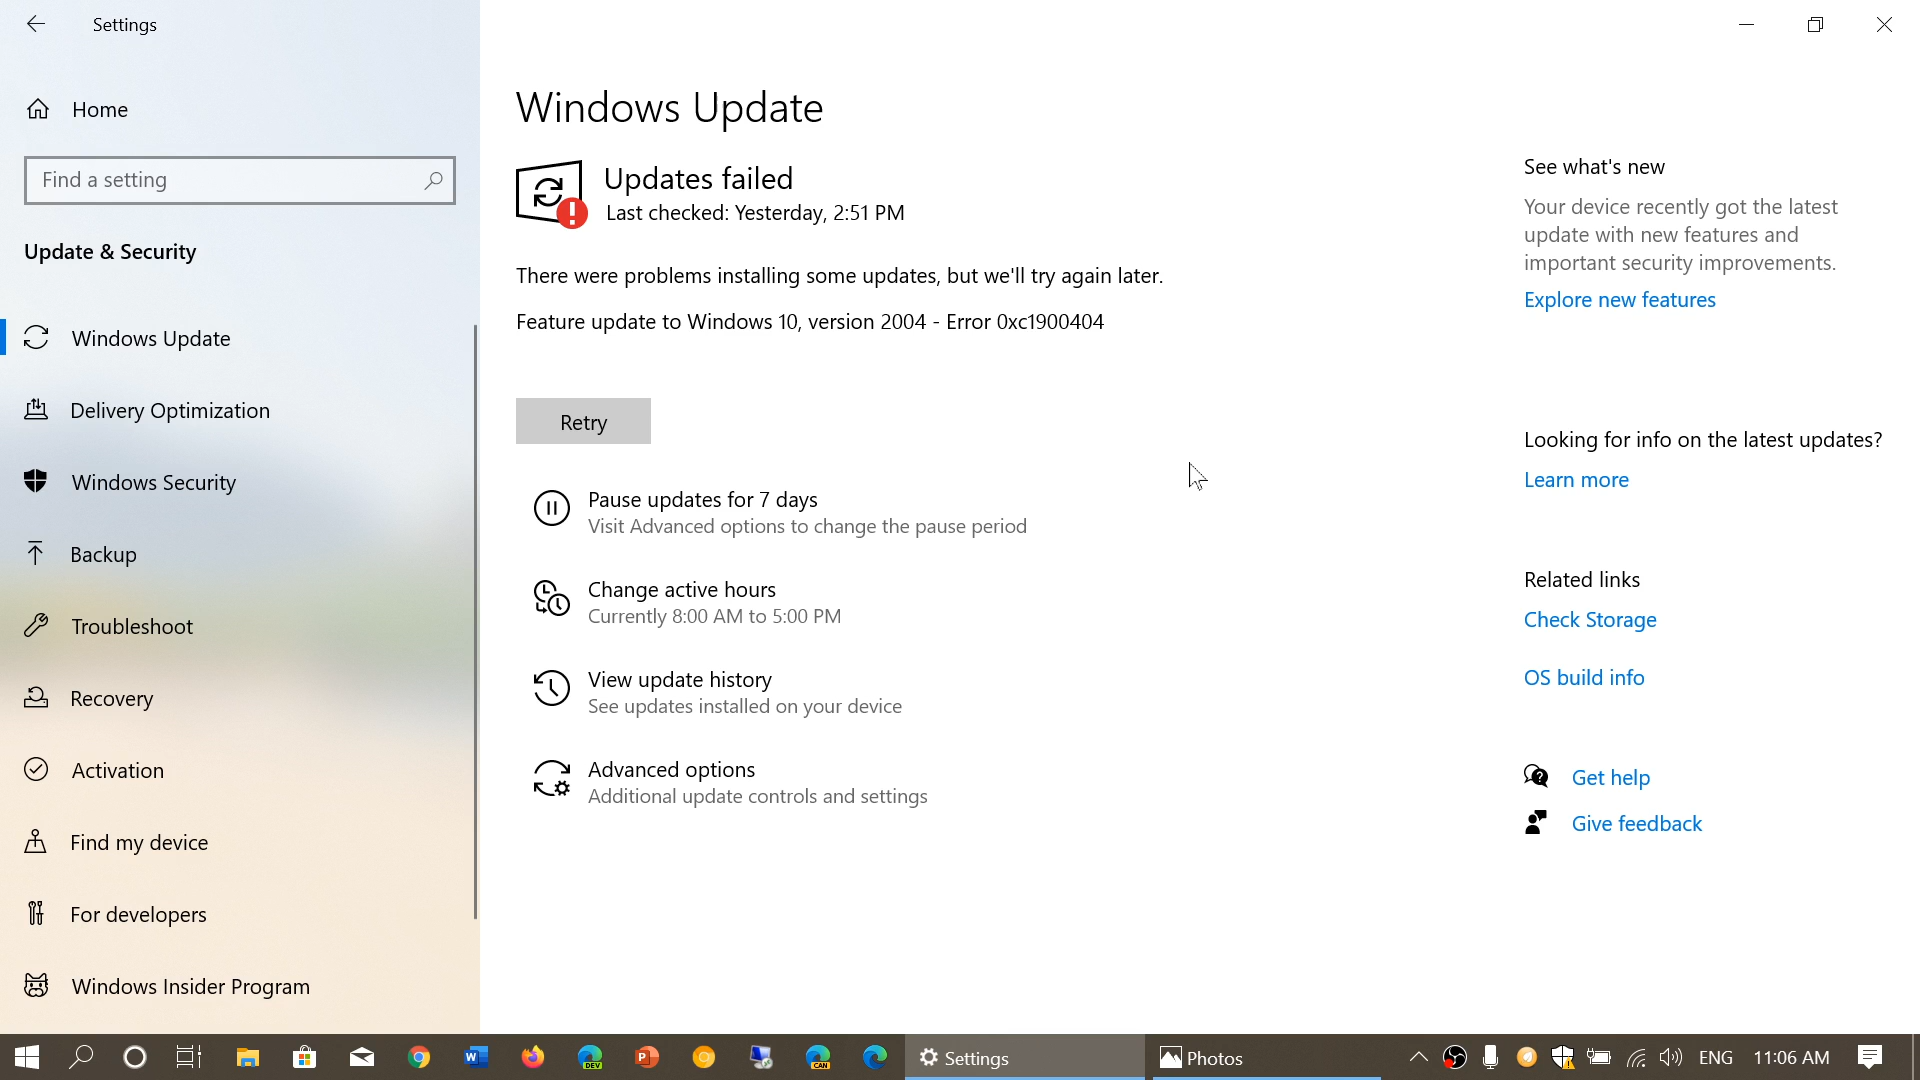 Settings
Home
Find a setting
Update & Security
Windows Update
Delivery Optimization
Windows Security
Backup
Troubleshoot
Recovery
Activation
Find my device
For developers
Windows Insider Program
Windows Update
Updates failed
Last checked: Yesterday, 2:51 PM
There were problems installing some updates, but we'll try again later.
Feature update to Windows 10, version 2004 - Error 0xc1900404
Retry
Pause updates for 7 days
Visit Advanced options to change the pause period
Change active hours
Currently 8:00 AM to 5:00 PM
View update history
See updates installed on your device
Advanced options
Additional update controls and settings
See what's new
Your device recently got the latest
update with new features and
important security improvements.
Explore new features
Looking for info on the latest updates?
Learn more
Related links
Check Storage
OS build info
Get help
Give feedback
W
DEV
P
CAN
Settings
Photos
ENG
11:06 AM